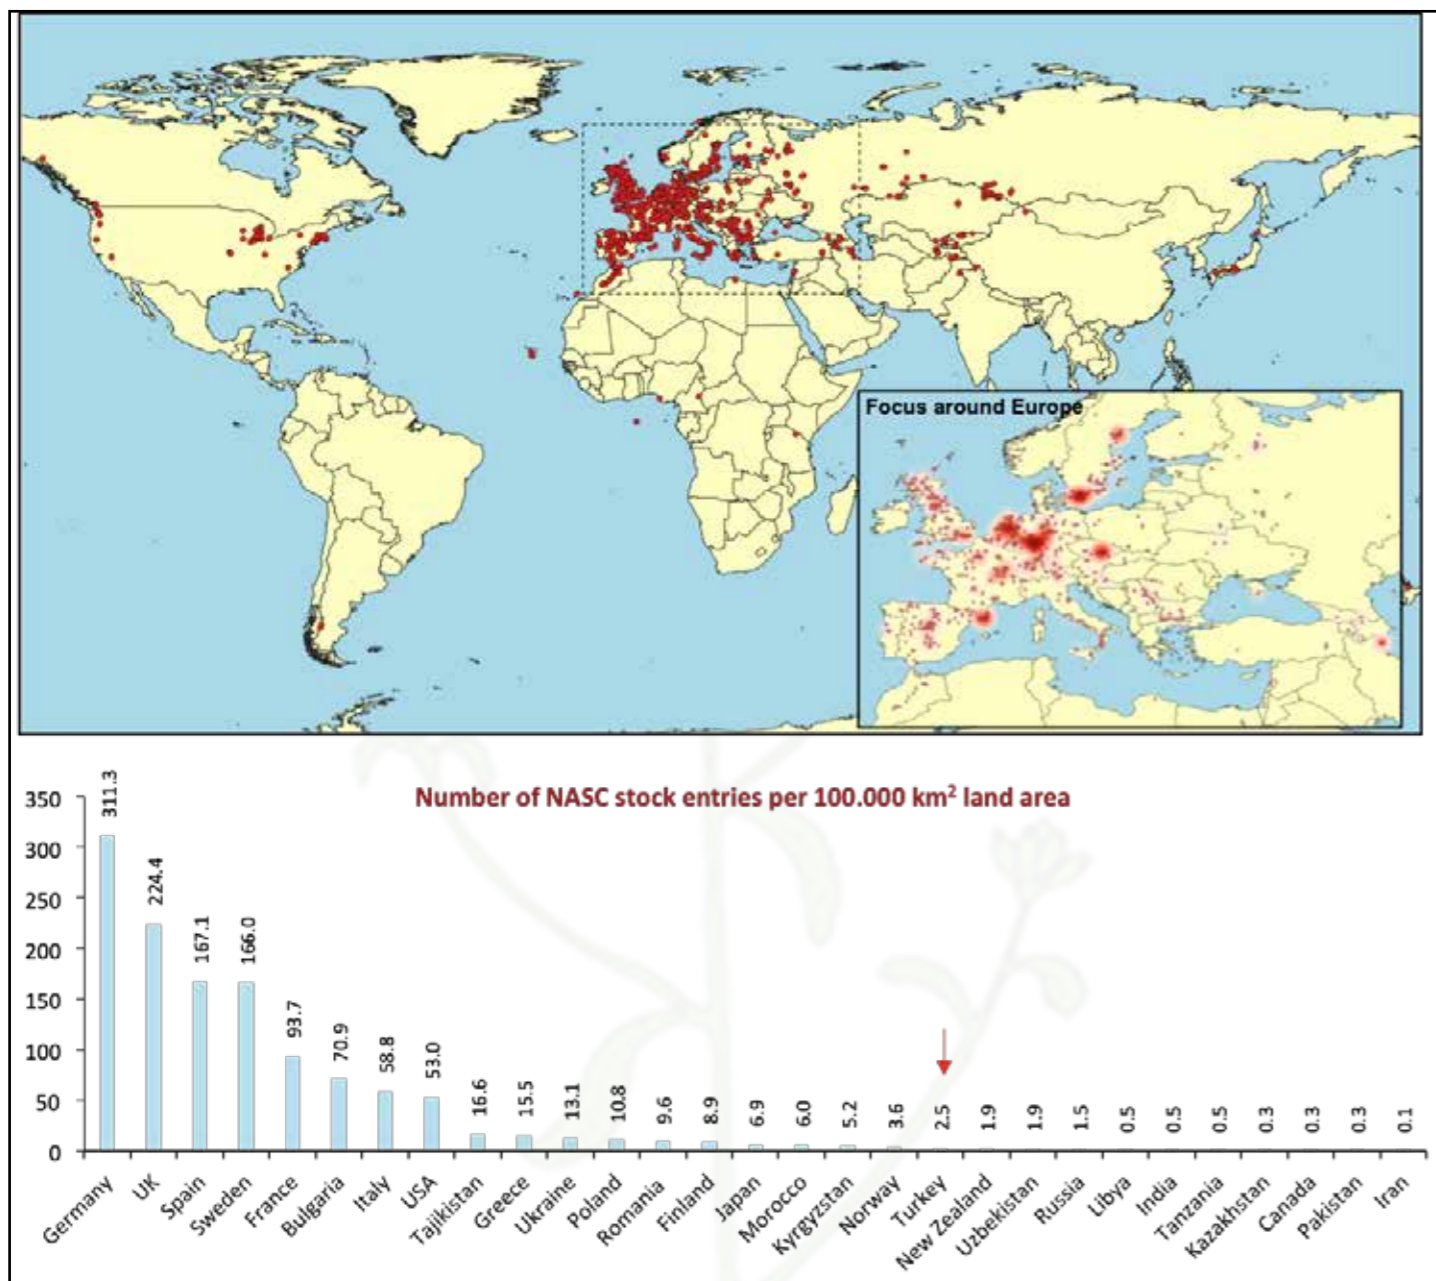 Focus around Europe
Number of NASC stock entries per 100.000 km² land area
350
300
250
200
150
100
50
0
311.3
224.4
167.1
166.0
93.7
70.9
58.8
53.0
16.6
15.5
13.1
10.8
9.6
8.9
6.9
6.0
5.2
3.6
2.5
1.9
1.9
1.5
0.5
0.5
0.5
0.3
0.3
0.3
0.1
Germany
UK
Spain
Sweden
France
Bulgaria
Italy
USA
Tajikistan
Greece
Ukraine
Poland
Romania
Finland
Japan
Morocco
Kyrgyzstan
Norway
Turkey
New Zealand
Uzbekistan
Russia
Libya
India
Tanzania
Kazakhstan
Canada
Pakistan
Iran